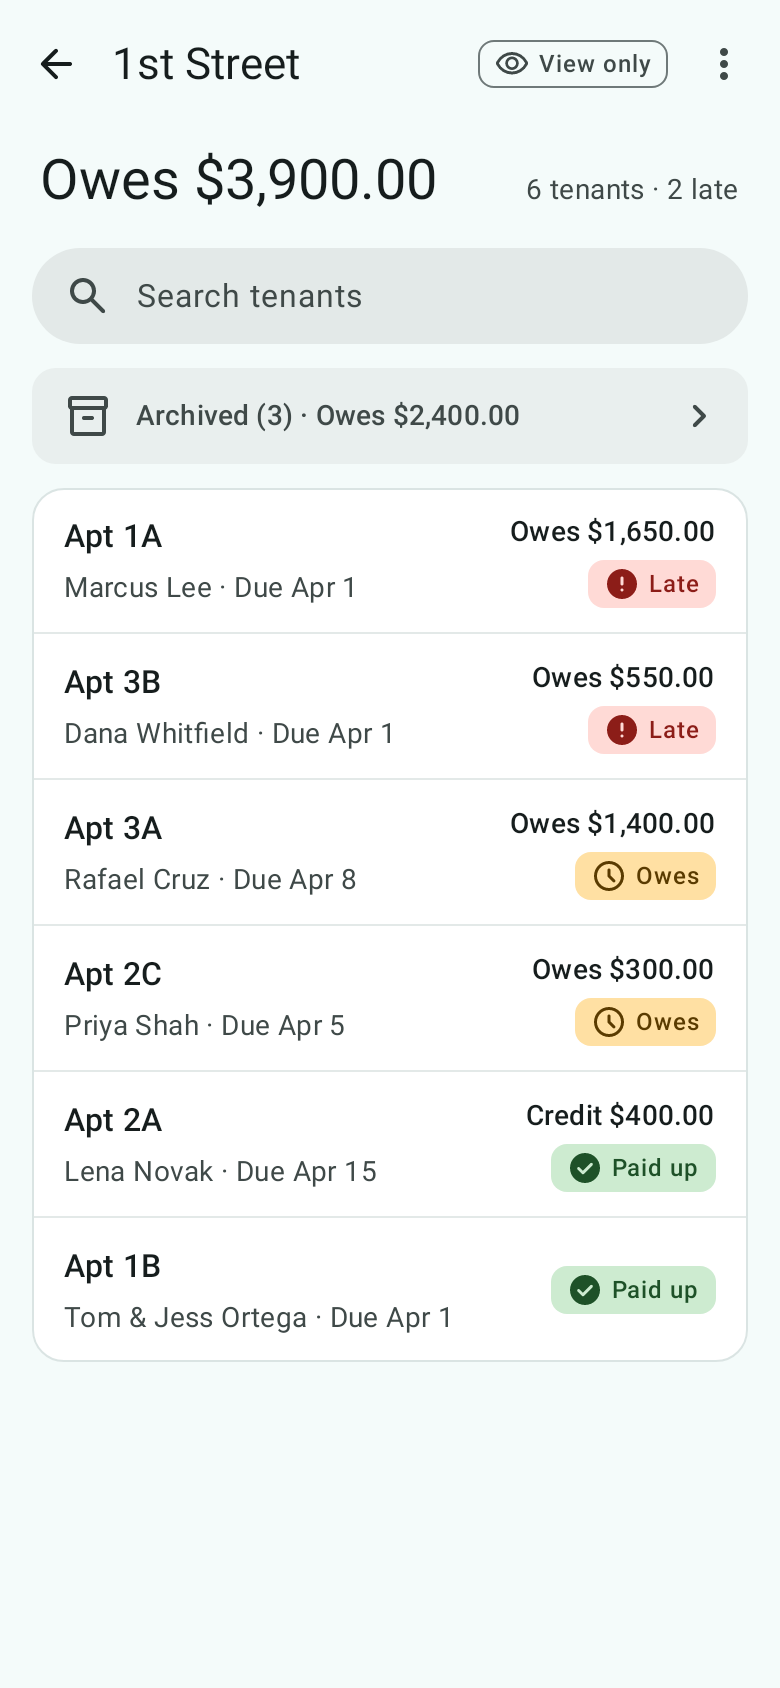 1st Street
View only
Owes $3,900.00
6 tenants · 2 late
Search tenants
Archived (3) · Owes $2,400.00
Apt 1A
Owes $1,650.00
Marcus Lee · Due Apr 1
Late
Apt 3B
Owes $550.00
Dana Whitfield · Due Apr 1
Late
Apt 3A
Owes $1,400.00
Rafael Cruz · Due Apr 8
Owes
Apt 2C
Owes $300.00
Priya Shah · Due Apr 5
Owes
Apt 2A
Credit $400.00
Lena Novak · Due Apr 15
Paid up
Apt 1B
Paid up
Tom & Jess Ortega · Due Apr 1